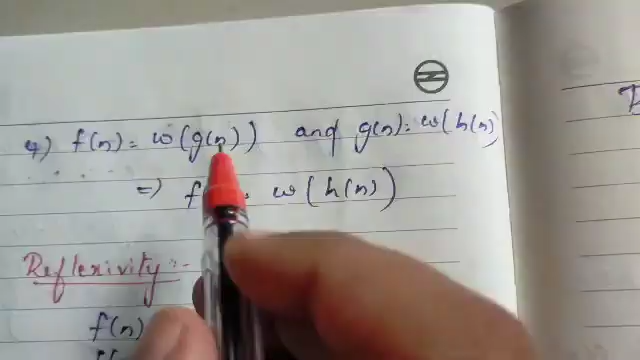 4) f(n) = ω(g(n)) and g(n) = ω(h(n)
=) f = ω(h(n))
Reflexivity :-
f(n)